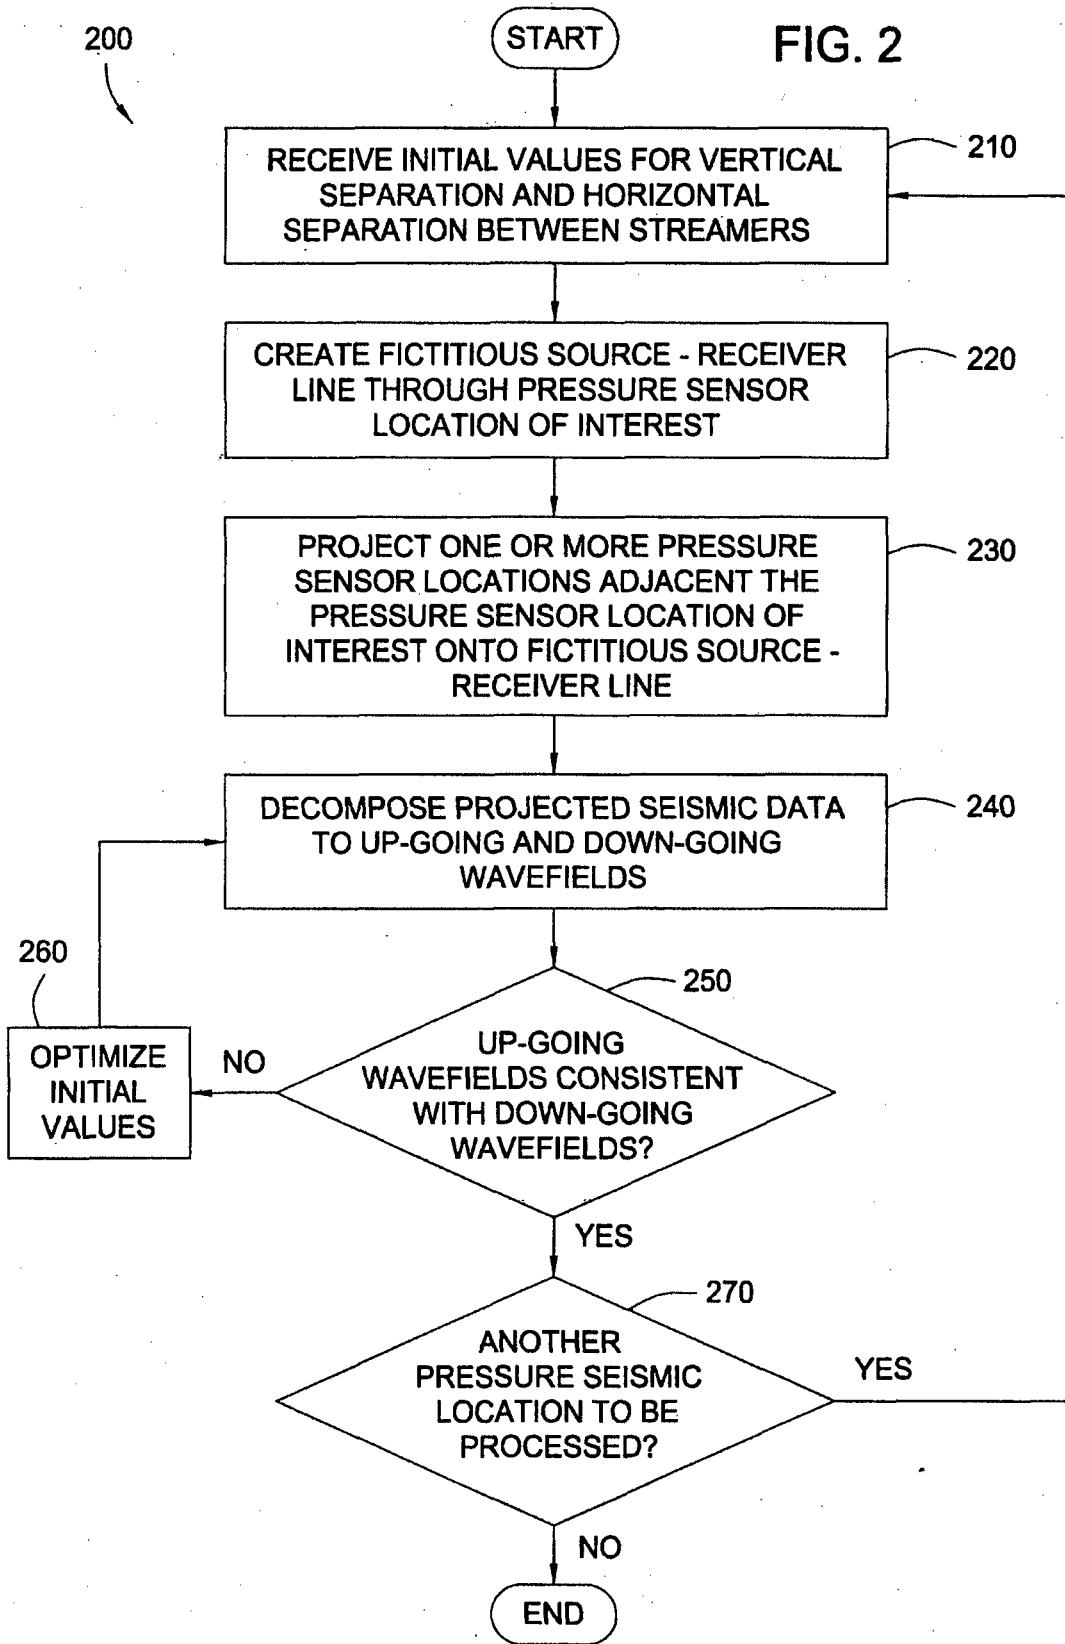 FIG. 2
200
START
RECEIVE INITIAL VALUES FOR VERTICAL
SEPARATION AND HORIZONTAL
SEPARATION BETWEEN STREAMERS
210
CREATE FICTITIOUS SOURCE - RECEIVER
LINE THROUGH PRESSURE SENSOR
LOCATION OF INTEREST
220
PROJECT ONE OR MORE PRESSURE
SENSOR LOCATIONS ADJACENT THE
PRESSURE SENSOR LOCATION OF
INTEREST ONTO FICTITIOUS SOURCE -
RECEIVER LINE
230
DECOMPOSE PROJECTED SEISMIC DATA
TO UP-GOING AND DOWN-GOING
WAVEFIELDS
240
UP-GOING
WAVEFIELDS CONSISTENT
WITH DOWN-GOING
WAVEFIELDS?
250
NO
260
OPTIMIZE
INITIAL
VALUES
YES
ANOTHER
PRESSURE SEISMIC
LOCATION TO BE
PROCESSED?
270
YES
NO
END